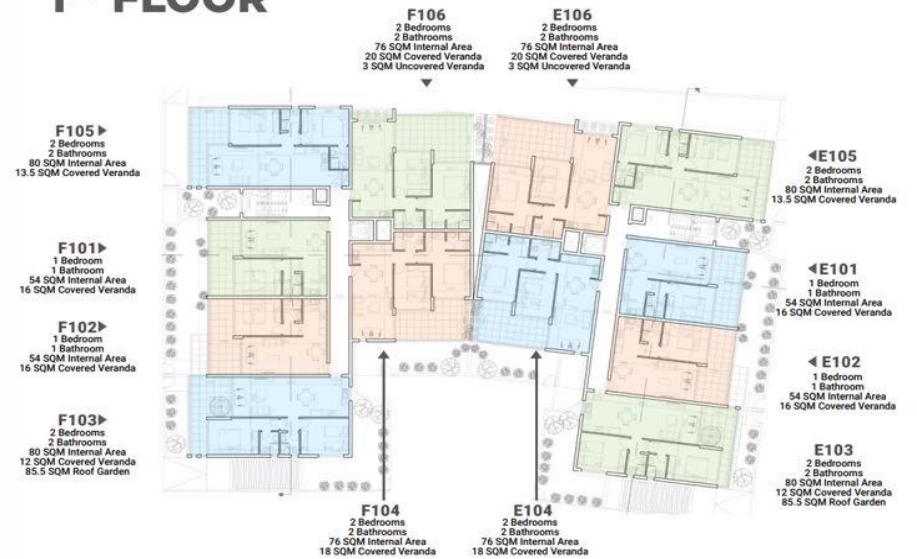 FLOOR
F106
2 Bedrooms
2 Bathrooms
76 SQM Internal Area
20 SQM Covered Veranda
3 SQM Uncovered Veranda
E106
2 Bedrooms
2 Bathrooms
76 SQM Internal Area
20 SQM Covered Veranda
3 SQM Uncovered Veranda
F105
2 Bedrooms
2 Bathrooms
80 SQM Internal Area
13.5 SQM Covered Veranda
E105
2 Bedrooms
2 Bathrooms
80 SQM Internal Area
13.5 SQM Covered Veranda
F101
1 Bedroom
1 Bathroom
54 SQM Internal Area
16 SQM Covered Veranda
E101
1 Bedroom
1 Bathroom
54 SQM Internal Area
16 SQM Covered Veranda
F102
1 Bedroom
1 Bathroom
54 SQM Internal Area
16 SQM Covered Veranda
E102
1 Bedroom
1 Bathroom
54 SQM Internal Area
16 SQM Covered Veranda
F103
2 Bedrooms
2 Bathrooms
80 SQM Internal Area
12 SQM Covered Veranda
85.5 SQM Roof Garden
E103
2 Bedrooms
2 Bathrooms
80 SQM Internal Area
12 SQM Covered Veranda
85.5 SQM Roof Garden
F104
2 Bedrooms
2 Bathrooms
76 SQM Internal Area
18 SQM Covered Veranda
E104
2 Bedrooms
2 Bathrooms
76 SQM Internal Area
18 SQM Covered Veranda